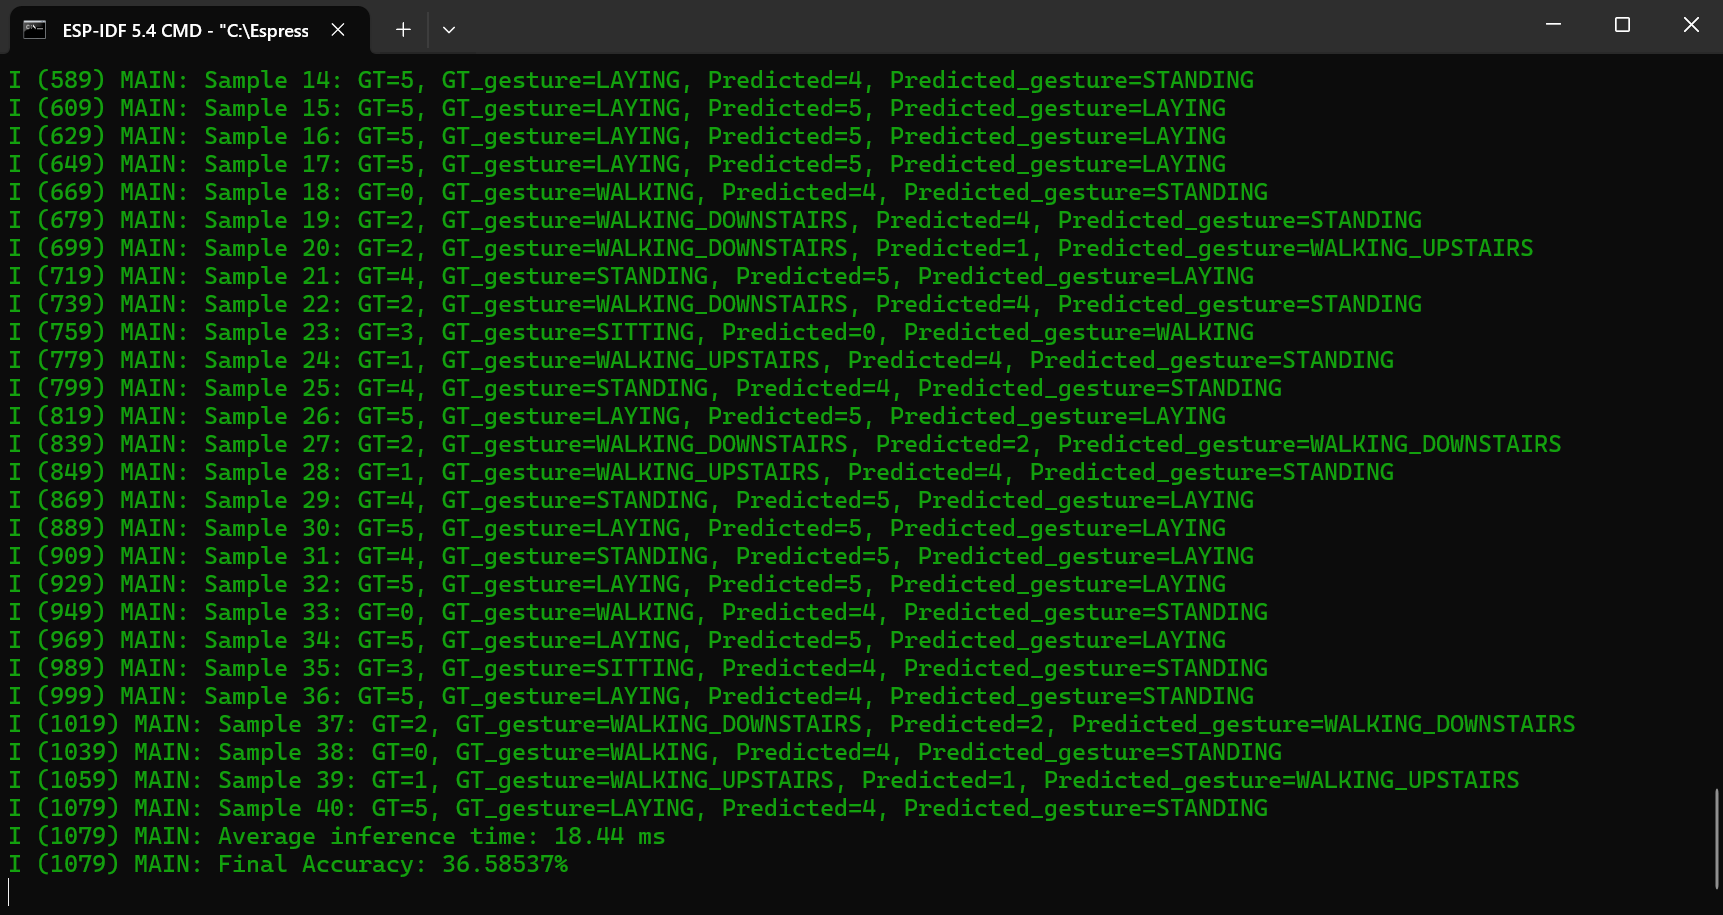 ESP-IDF 5.4 CMD - "C:\Espress
I (589) MAIN: Sample 14: GT=5, GT_gesture=LAYING, Predicted=4, Predicted_gesture=STANDING
I (609) MAIN: Sample 15: GT=5, GT_gesture=LAYING, Predicted=5, Predicted_gesture=LAYING
I (629) MAIN: Sample 16: GT=5, GT_gesture=LAYING, Predicted=5, Predicted_gesture=LAYING
I (649) MAIN: Sample 17: GT=5, GT_gesture=LAYING, Predicted=5, Predicted_gesture=LAYING
I (669) MAIN: Sample 18: GT=0, GT_gesture=WALKING, Predicted=4, Predicted_gesture=STANDING
I (679) MAIN: Sample 19: GT=2, GT_gesture=WALKING_DOWNSTAIRS, Predicted=4, Predicted_gesture=STANDING
I (699) MAIN: Sample 20: GT=2, GT_gesture=WALKING_DOWNSTAIRS, Predicted=1, Predicted_gesture=WALKING_UPSTAIRS
I (719) MAIN: Sample 21: GT=4, GT_gesture=STANDING, Predicted=5, Predicted_gesture=LAYING
I (739) MAIN: Sample 22: GT=2, GT_gesture=WALKING_DOWNSTAIRS, Predicted=4, Predicted_gesture=STANDING
I (759) MAIN: Sample 23: GT=3, GT_gesture=SITTING, Predicted=0, Predicted_gesture=WALKING
I (779) MAIN: Sample 24: GT=1, GT_gesture=WALKING_UPSTAIRS, Predicted=4, Predicted_gesture=STANDING
I (799) MAIN: Sample 25: GT=4, GT_gesture=STANDING, Predicted=4, Predicted_gesture=STANDING
I (819) MAIN: Sample 26: GT=5, GT_gesture=LAYING, Predicted=5, Predicted_gesture=LAYING
I (839) MAIN: Sample 27: GT=2, GT_gesture=WALKING_DOWNSTAIRS, Predicted=2, Predicted_gesture=WALKING_DOWNSTAIRS
I (849) MAIN: Sample 28: GT=1, GT_gesture=WALKING_UPSTAIRS, Predicted=4, Predicted_gesture=STANDING
I (869) MAIN: Sample 29: GT=4, GT_gesture=STANDING, Predicted=5, Predicted_gesture=LAYING
I (889) MAIN: Sample 30: GT=5, GT_gesture=LAYING, Predicted=5, Predicted_gesture=LAYING
I (909) MAIN: Sample 31: GT=4, GT_gesture=STANDING, Predicted=5, Predicted_gesture=LAYING
I (929) MAIN: Sample 32: GT=5, GT_gesture=LAYING, Predicted=5, Predicted_gesture=LAYING
I (949) MAIN: Sample 33: GT=0, GT_gesture=WALKING, Predicted=4, Predicted_gesture=STANDING
I (969) MAIN: Sample 34: GT=5, GT_gesture=LAYING, Predicted=5, Predicted_gesture=LAYING
I (989) MAIN: Sample 35: GT=3, GT_gesture=SITTING, Predicted=4, Predicted_gesture=STANDING
I (999) MAIN: Sample 36: GT=5, GT_gesture=LAYING, Predicted=4, Predicted_gesture=STANDING
I (1019) MAIN: Sample 37: GT=2, GT_gesture=WALKING_DOWNSTAIRS, Predicted=2, Predicted_gesture=WALKING_DOWNSTAIRS
I (1039) MAIN: Sample 38: GT=0, GT_gesture=WALKING, Predicted=4, Predicted_gesture=STANDING
I (1059) MAIN: Sample 39: GT=1, GT_gesture=WALKING_UPSTAIRS, Predicted=1, Predicted_gesture=WALKING_UPSTAIRS
I (1079) MAIN: Sample 40: GT=5, GT_gesture=LAYING, Predicted=4, Predicted_gesture=STANDING
I (1079) MAIN: Average inference time: 18.44 ms
I (1079) MAIN: Final Accuracy: 36.58537%